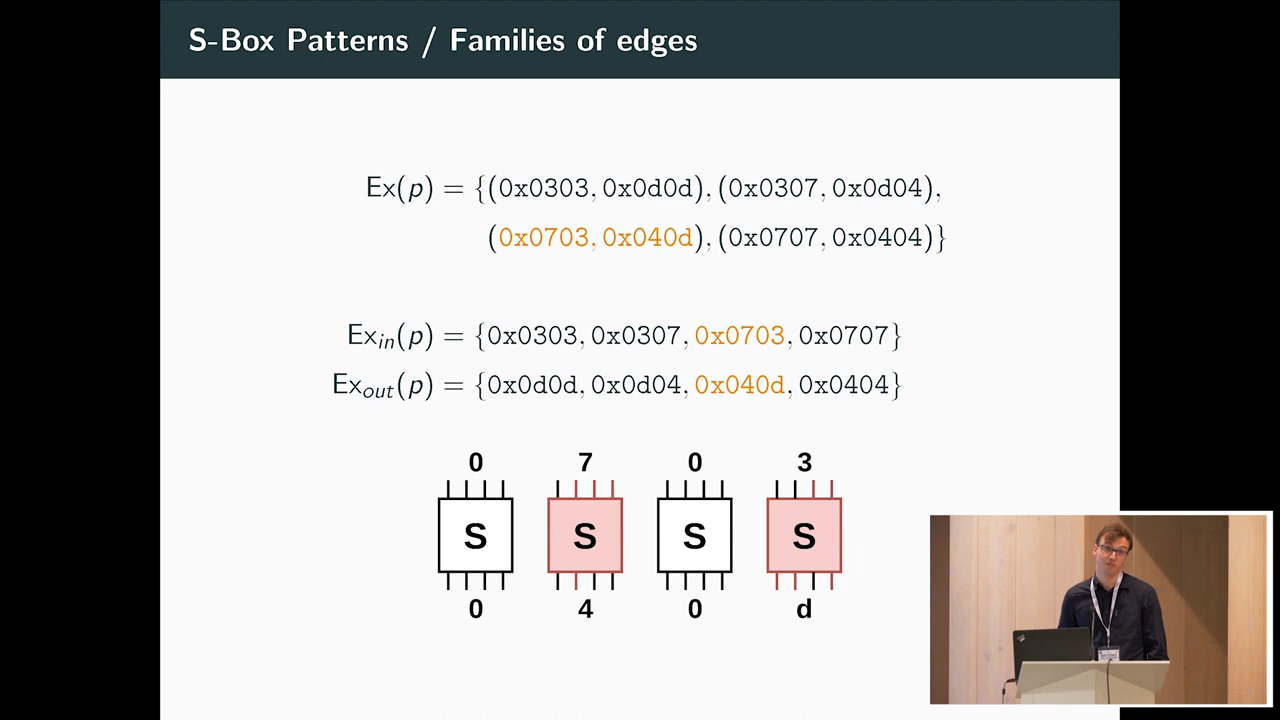 S-Box Patterns / Families of edges
Ex(p) = {(0x0303, 0x0d0d), (0x0307, 0x0d04),
(0x0703, 0x040d), (0x0707, 0x0404)}
Ex_in(p) = {0x0303, 0x0307, 0x0703, 0x0707}
Ex_out(p) = {0x0d0d, 0x0d04, 0x040d, 0x0404}
0 7 0 3
S S S S
0 4 0 d